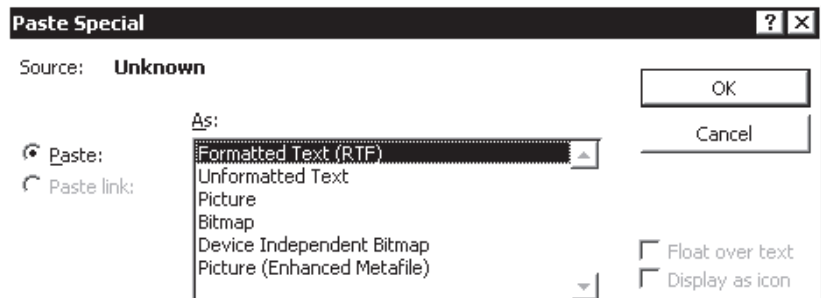 Paste Special
Source: Unknown
OK
As:
Cancel
Paste:
Formatted Text (RTF)
Paste link:
Unformatted Text
Picture
Bitmap
Device Independent Bitmap
Float over text
Picture (Enhanced Metafile)
Display as icon